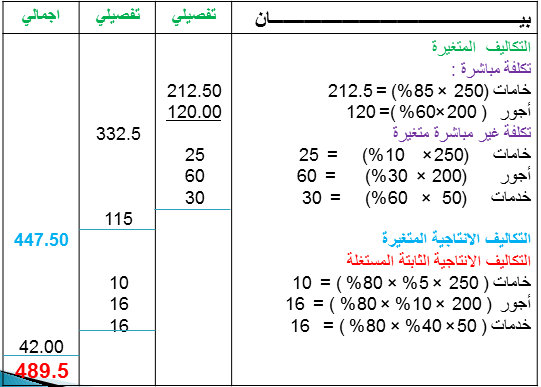 بيـــــــــان تفصيلي تفصيلي اجمالي
التكاليف المتغيرة
تكلفة مباشرة :
خامات (250 × 85%) = 212.5 212.50
أجور ( 200 ×60% )= 120 120.00
تكلفة غير مباشرة متغيرة 332.5
خامات (250× 10%) = 25 25
أجور (200 × 30%) = 60 60
خدمات (50 × 60%) = 30 30
115
التكاليف الانتاجية المتغيرة 447.50
التكاليف الانتاجية الثابتة المستغلة
خامات ( 250 × 5% × 80% ) = 10 10
أجور ( 200 × 10% × 80% ) = 16 16
خدمات ( 50 × 40% × 80% ) = 16 16
42.00
489.5